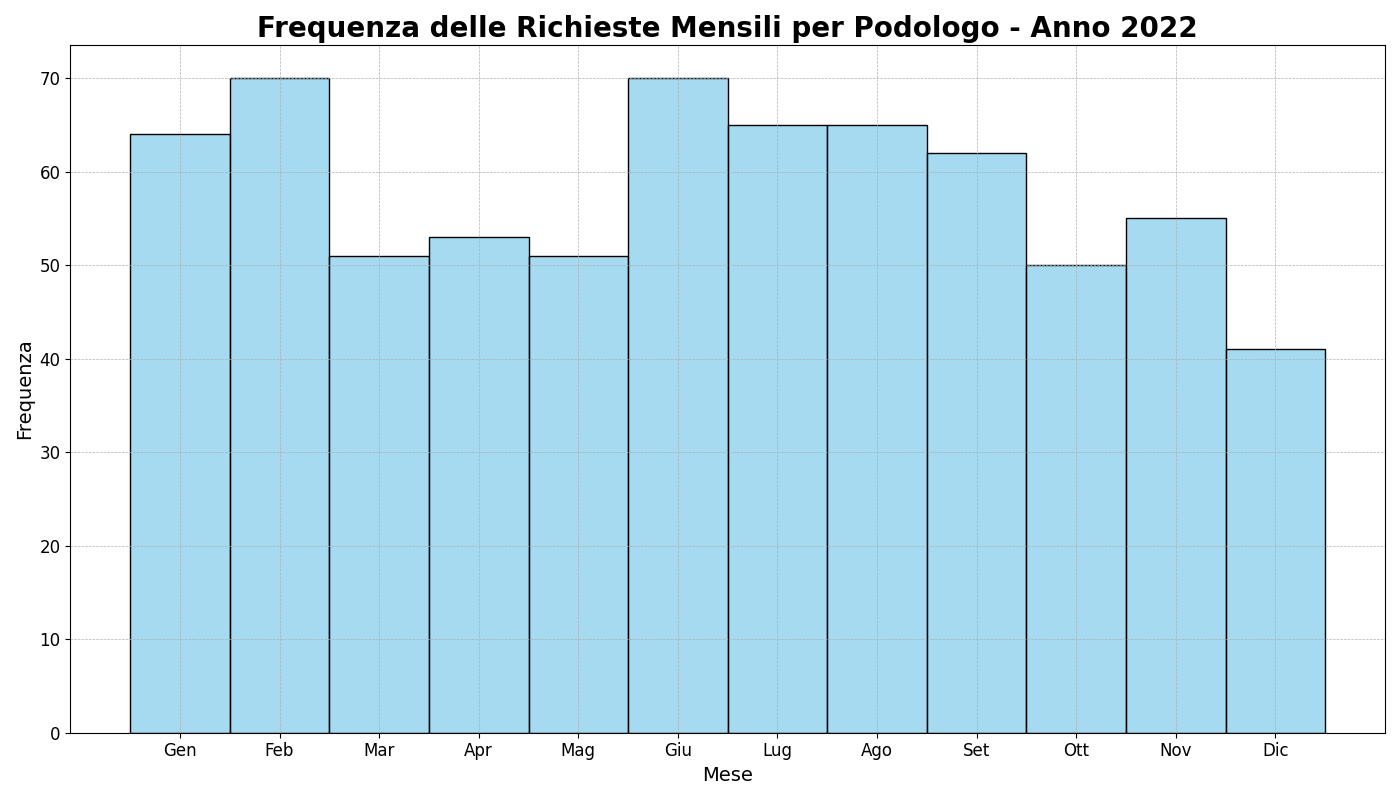 Frequenza delle Richieste Mensili per Podologo - Anno 2022
Frequenza
70
60
50
40
30
20
10
0
Gen Feb Mar Apr Mag Giu Lug Ago Set Ott Nov Dic
Mese